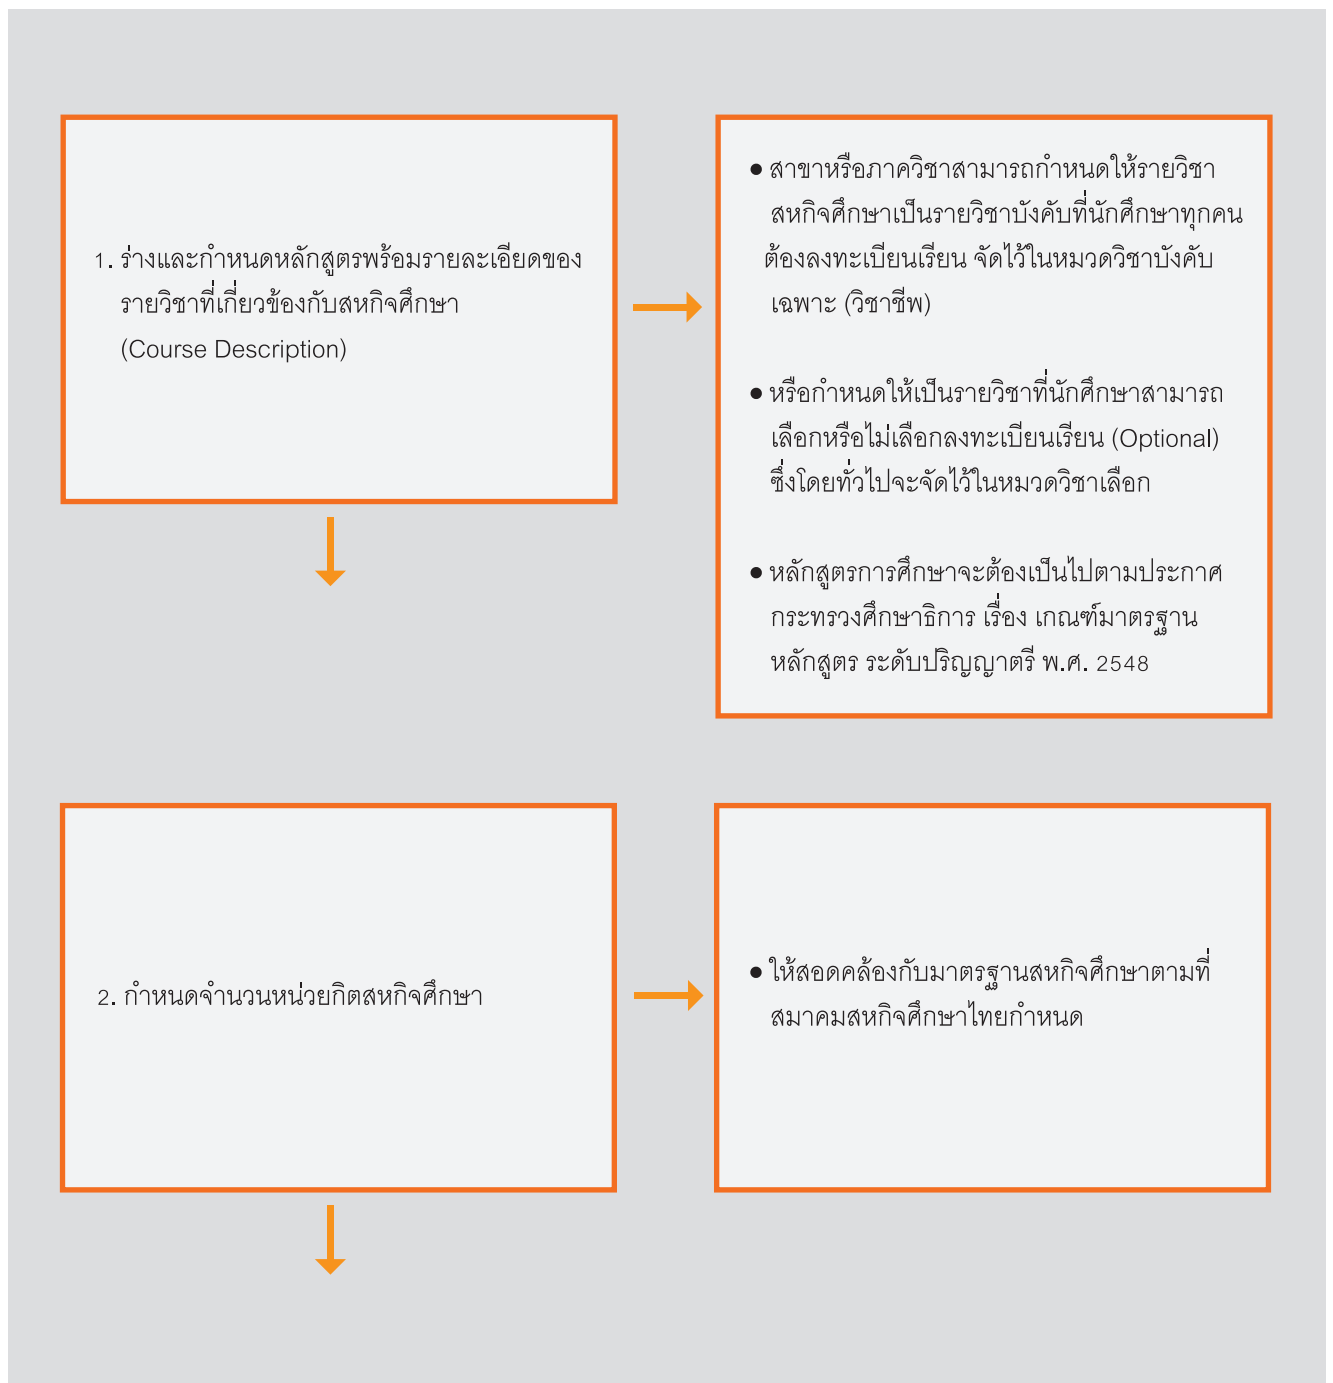 1. ร่างและกำหนดหลักสูตรพร้อมรายละเอียดของ
รายวิชาที่เกี่ยวข้องกับสหกิจศึกษา
(Course Description)
● สาขาหรือภาควิชาสามารถกำหนดให้รายวิชา
สหกิจศึกษาเป็นรายวิชาบังคับที่นักศึกษาทุกคน
ต้องลงทะเบียนเรียน จัดไว้ในหมวดวิชาบังคับ
เฉพาะ (วิชาชีพ)
● หรือกำหนดให้เป็นรายวิชาที่นักศึกษาสามารถ
เลือกหรือไม่เลือกลงทะเบียนเรียน (Optional)
ซึ่งโดยทั่วไปจะจัดไว้ในหมวดวิชาเลือก
● หลักสูตรการศึกษาจะต้องเป็นไปตามประกาศ
กระทรวงศึกษาธิการ เรื่อง เกณฑ์มาตรฐาน
หลักสูตร ระดับปริญญาตรี พ.ศ. 2548
2. กำหนดจำนวนหน่วยกิตสหกิจศึกษา
● ให้สอดคล้องกับมาตรฐานสหกิจศึกษาตามที่
สมาคมสหกิจศึกษาไทยกำหนด